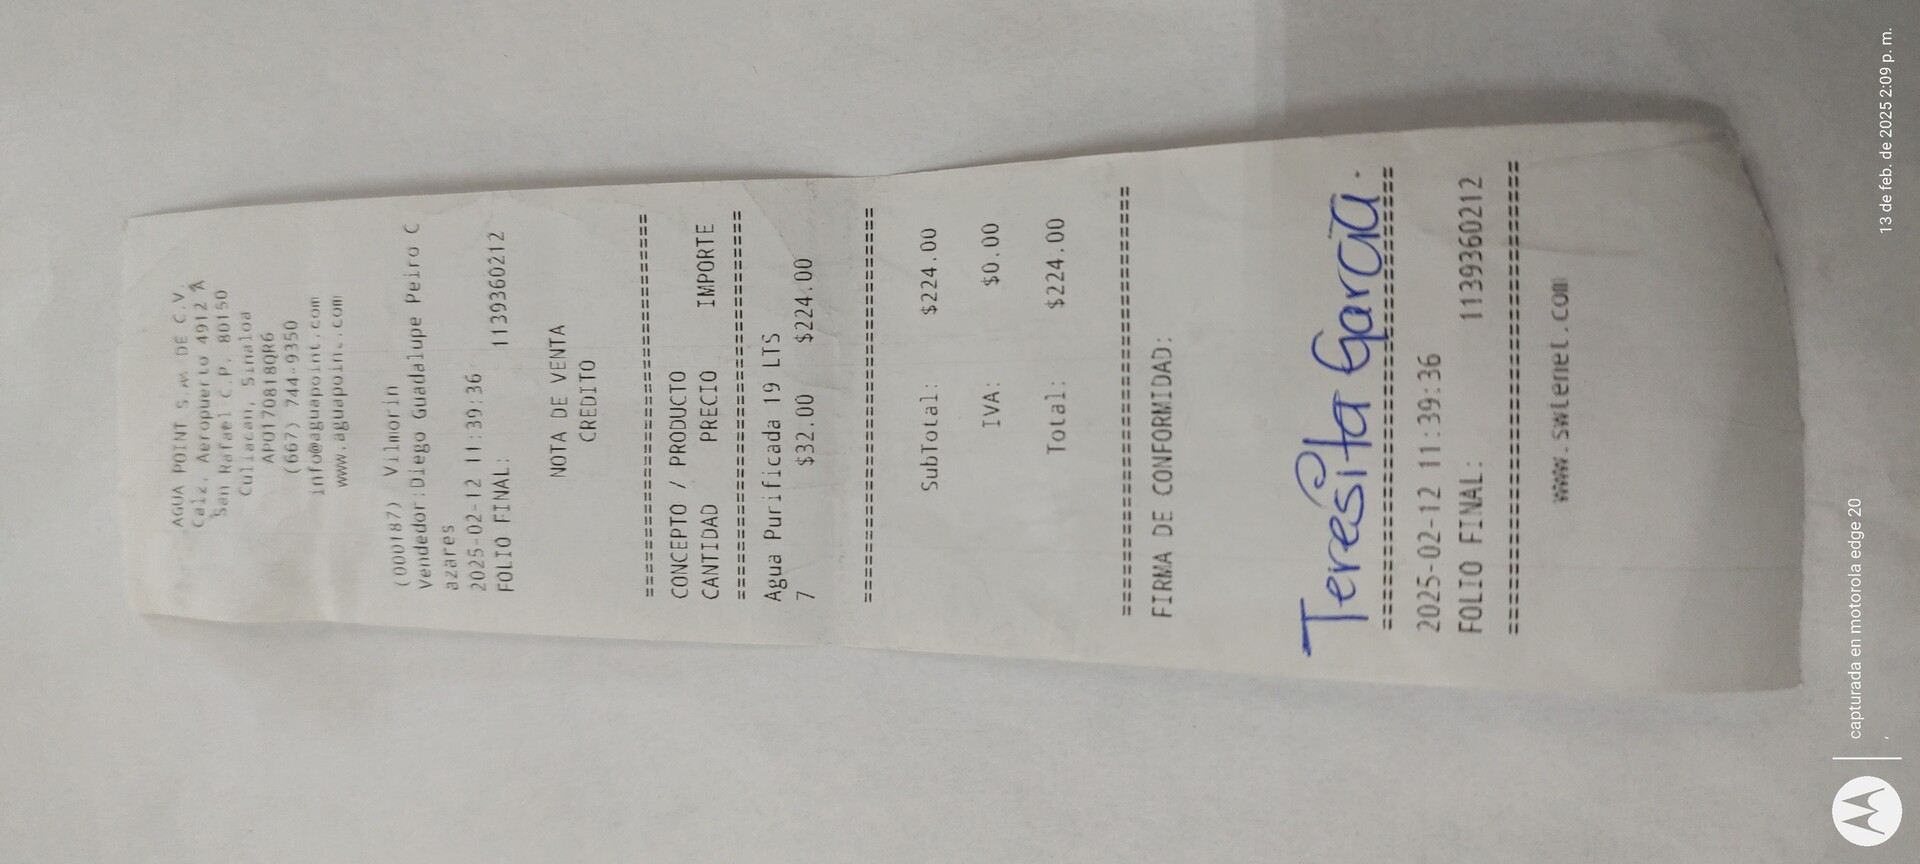 AGUA POINT S.A. DE C.V.
Calz. Aeropuerto 4912 A
San Rafael C.P. 80150
Culiacan, Sinaloa
APO170818QR6
(667) 744-9350
info@aguapoint.com
www.aguapoint.com
(000187) Vilmorin
Vendedor:Diego Guadalupe Peiro C
azares
2025-02-12 11:39:36
FOLIO FINAL: 1139360212
NOTA DE VENTA
CREDITO
================================
CONCEPTO / PRODUCTO
CANTIDAD PRECIO IMPORTE
================================
Agua Purificada 19 LTS
7 $32.00 $224.00
================================
SubTotal: $224.00
IVA: $0.00
Total: $224.00
================================
FIRMA DE CONFORMIDAD:
Teresita García.
================================
2025-02-12 11:39:36
FOLIO FINAL: 1139360212
================================
www.swtenet.com
capturada en motorola edge 20
13 de feb. de 2025 2:09 p. m.